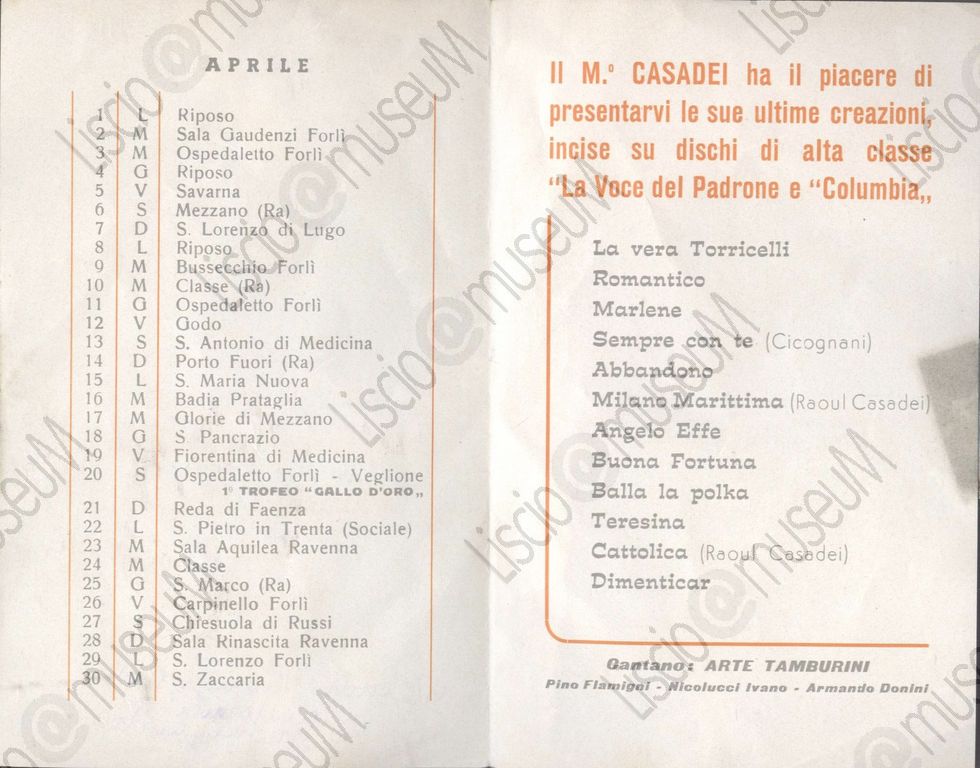 APRILE
1 L Riposo
2 M Sala Gaudenzi Forlì
3 M Ospedaletto Forlì
4 G Riposo
5 V Savarna
6 S Mezzano (Ra)
7 D S. Lorenzo di Lugo
8 L Riposo
9 M Bussecchio Forlì
10 M Classe (Ra)
11 G Ospedaletto Forlì
12 V Godo
13 S S. Antonio di Medicina
14 D Porto Fuori (Ra)
15 L S. Maria Nuova
16 M Badia Prataglia
17 M Glorie di Mezzano
18 G S Pancrazio
19 V Fiorentina di Medicina
20 S Ospedaletto Forlì - Veglione
1° TROFEO "GALLO D'ORO„
21 D Reda di Faenza
22 L S. Pietro in Trenta (Sociale)
23 M Sala Aquilea Ravenna
24 M Classe
25 G S. Marco (Ra)
26 V Carpinello Forlì
27 S Chiesuola di Russi
28 D Sala Rinascita Ravenna
29 L S. Lorenzo Forlì
30 M S. Zaccaria
Il M.° CASADEI ha il piacere di
presentarvi le sue ultime creazioni,
incise su dischi di alta classe
"La Voce del Padrone e "Columbia„
La vera Torricelli
Romantico
Marlene
Sempre con te (Cicognani)
Abbandono
Milano Marittima (Raoul Casadei)
Angelo Effe
Buona Fortuna
Balla la polka
Teresina
Cattolica (Raoul Casadei)
Dimenticar
Cantano: ARTE TAMBURINI
Pino Flamigni - Nicolucci Ivano - Armando Donini
Liscio@museuM